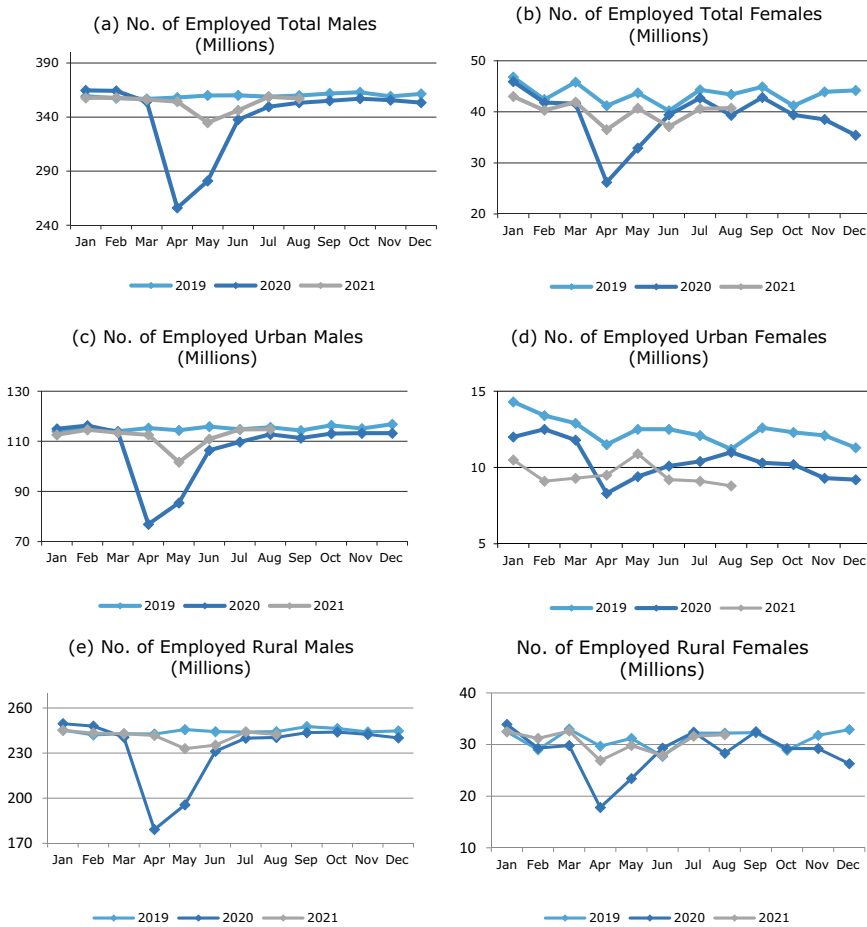 (a) No. of Employed Total Males
(Millions)
390
340
290
240
Jan Feb Mar Apr May Jun Jul Aug Sep Oct Nov Dec
2019 2020 2021
(b) No. of Employed Total Females
(Millions)
50
40
30
20
Jan Feb Mar Apr May Jun Jul Aug Sep Oct Nov Dec
2019 2020 2021
(c) No. of Employed Urban Males
(Millions)
130
110
90
70
Jan Feb Mar Apr May Jun Jul Aug Sep Oct Nov Dec
2019 2020 2021
(d) No. of Employed Urban Females
(Millions)
15
10
5
Jan Feb Mar Apr May Jun Jul Aug Sep Oct Nov Dec
2019 2020 2021
(e) No. of Employed Rural Males
(Millions)
260
230
200
170
Jan Feb Mar Apr May Jun Jul Aug Sep Oct Nov Dec
2019 2020 2021
No. of Employed Rural Females
(Millions)
40
30
20
10
Jan Feb Mar Apr May Jun Jul Aug Sep Oct Nov Dec
2019 2020 2021